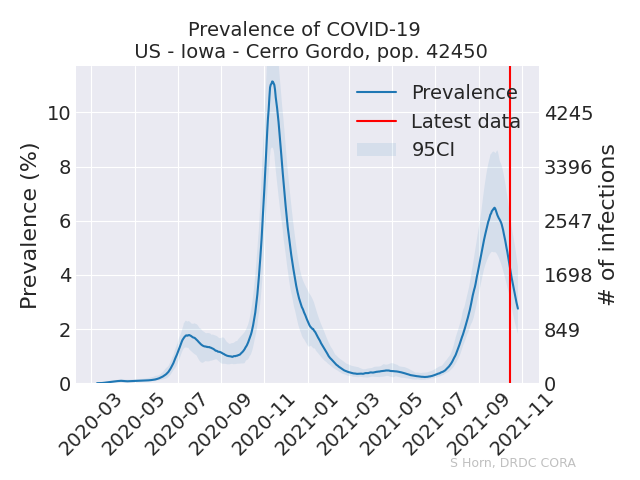 Prevalence of COVID-19
US - Iowa - Cerro Gordo, pop. 42450
Prevalence
Latest data
95CI
Prevalence (%)
10
8
6
4
2
0
4245
3396
2547
1698
849
0
# of infections
2020-03
2020-05
2020-07
2020-09
2020-11
2021-01
2021-03
2021-05
2021-07
2021-09
2021-11
S Horn, DRDC CORA